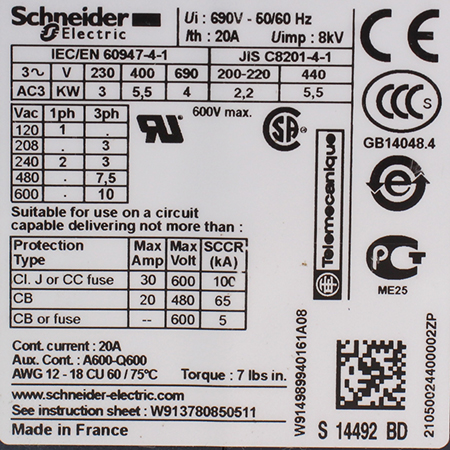 Schneider
Electric
Ui : 690V - 50/60 Hz
Ith : 20A Uimp : 8kV
IEC/EN 60947-4-1 JiS C8201-4-1
3~ V 230 400 690 200-220 440
AC3 KW 3 5,5 4 2,2 5,5
Vac 1ph 3ph
120 1 .
208 . 3
240 2 3
480 . 7,5
600 . 10
600V max.
Suitable for use on a circuit
capable delivering not more than :
Protection Type Max Amp Max Volt SCCR (kA)
Cl. J or CC fuse 30 600 100
CB 20 480 65
CB or fuse -- 600 5
Cont. current : 20A
Aux. Cont. : A600-Q600
AWG 12 - 18 CU 60 / 75°C Torque : 7 lbs in.
www.schneider-electric.com
See instruction sheet : W913780850511
Made in France
CE
CCC S
GB14048.4
Telemecanique
ME25
W9149899401 61A08
S 14492 BD
21050024400002ZP